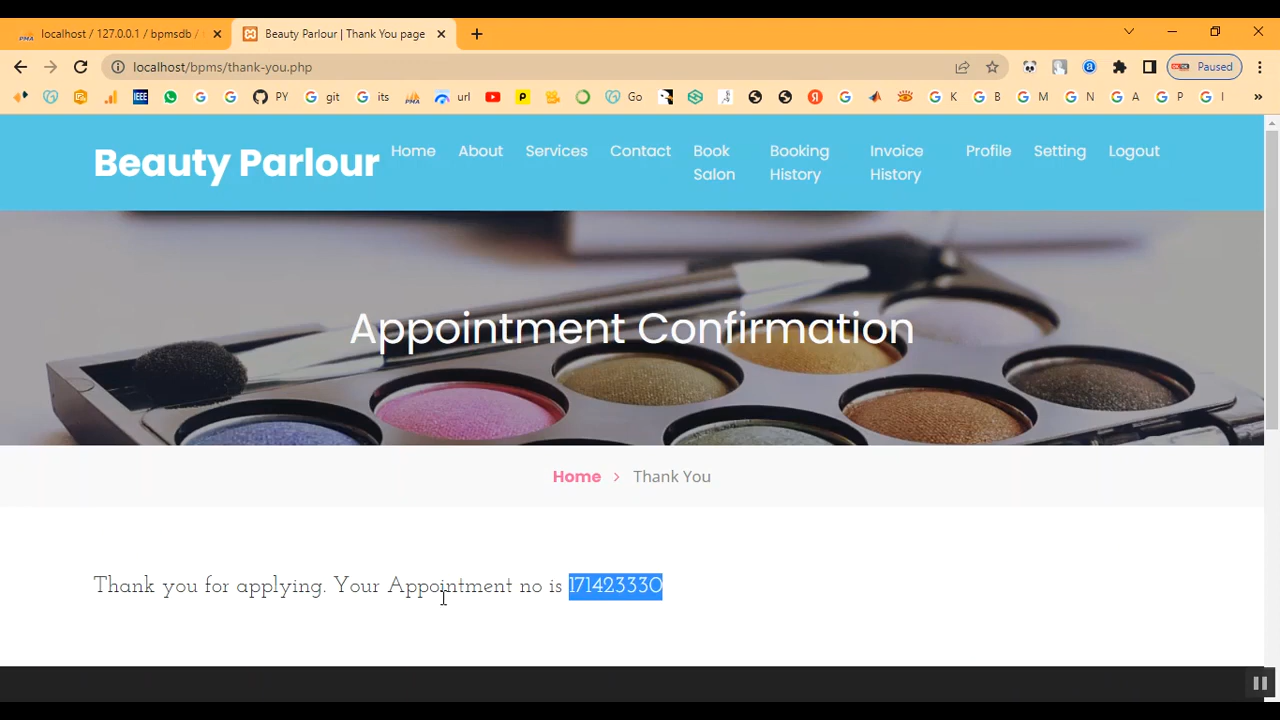 localhost / 127.0.0.1 / bpmsdb /
Beauty Parlour | Thank You page
localhost/bpms/thank-you.php
Paused
IEEE
PY
git
its
PMA
url
Go
K
B
M
N
A
P
I
Beauty Parlour
Home
About
Services
Contact
Book Salon
Booking History
Invoice History
Profile
Setting
Logout
Appointment Confirmation
Home > Thank You
Thank you for applying. Your Appointment no is 171423330